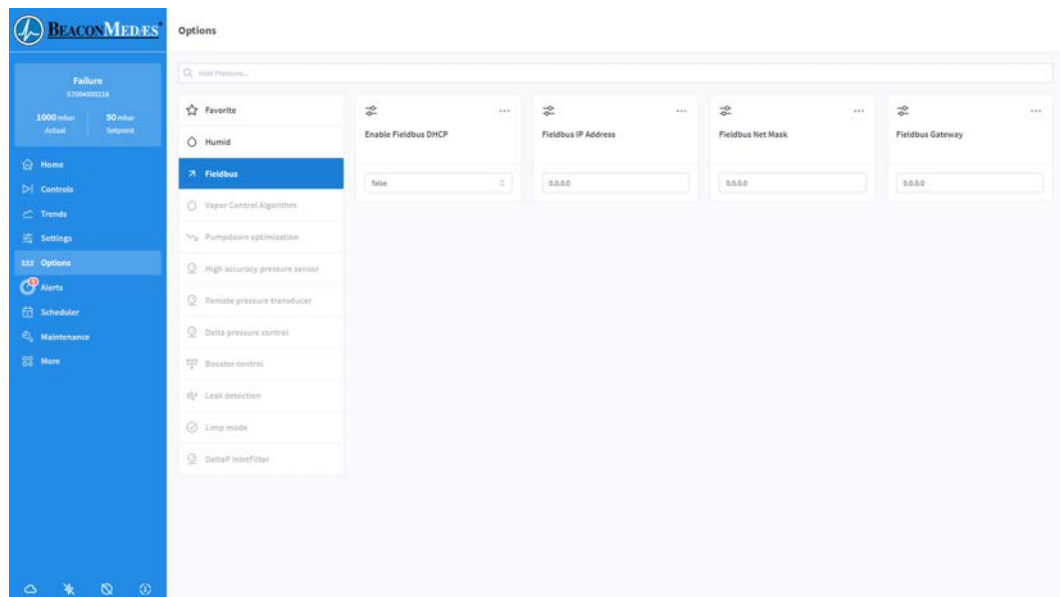 BEACONMEDÆS®
Options
Failure
1000 mbar
Actual
50 mbar
Setpoint
Home
Controls
Trends
Settings
Options
Alerts
Scheduler
Maintenance
More
Inlet Pressure...
Favorite
Humid
Fieldbus
Vapor Control Algorithm
Pumpdown optimization
High accuracy pressure sensor
Remote pressure transducer
Delta pressure control
Booster control
Leak detection
Limp mode
DeltaP InletFilter
Enable Fieldbus DHCP
false
Fieldbus IP Address
0.0.0.0
Fieldbus Net Mask
0.0.0.0
Fieldbus Gateway
0.0.0.0